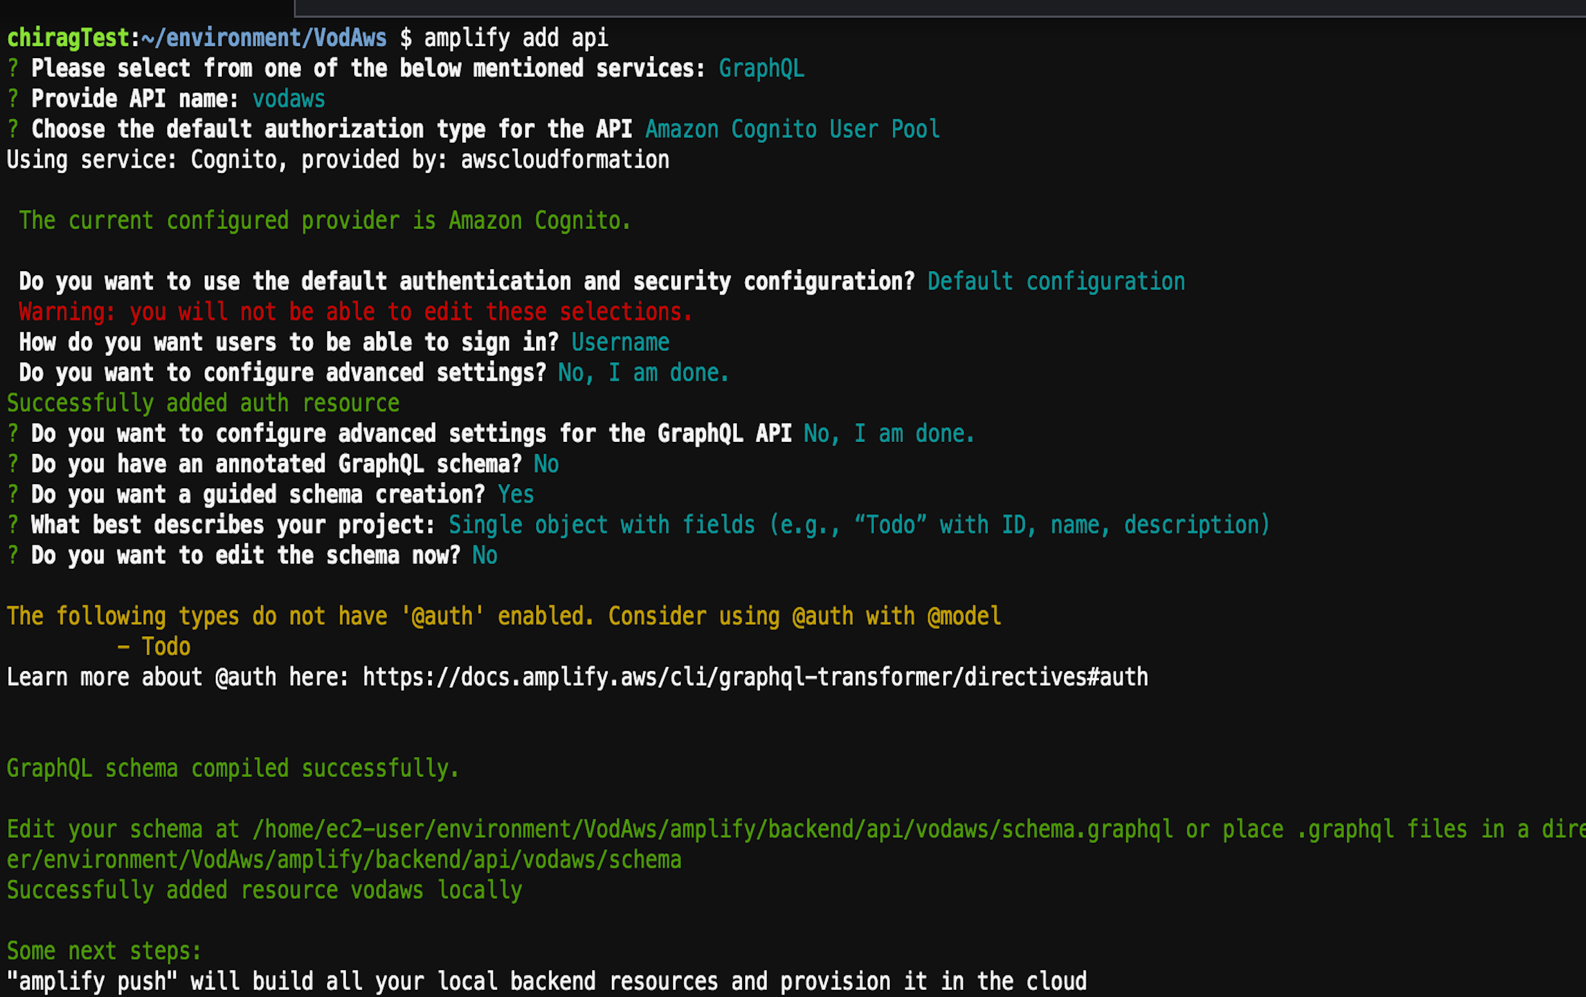 chiragTest:~/environment/VodAws $ amplify add api
? Please select from one of the below mentioned services: GraphQL
? Provide API name: vodaws
? Choose the default authorization type for the API Amazon Cognito User Pool
Using service: Cognito, provided by: awscloudformation
The current configured provider is Amazon Cognito.
Do you want to use the default authentication and security configuration? Default configuration
Warning: you will not be able to edit these selections.
How do you want users to be able to sign in? Username
Do you want to configure advanced settings? No, I am done.
Successfully added auth resource
? Do you want to configure advanced settings for the GraphQL API No, I am done.
? Do you have an annotated GraphQL schema? No
? Do you want a guided schema creation? Yes
? What best describes your project: Single object with fields (e.g., “Todo” with ID, name, description)
? Do you want to edit the schema now? No
The following types do not have '@auth' enabled. Consider using @auth with @model
– Todo
Learn more about @auth here: https://docs.amplify.aws/cli/graphql-transformer/directives#auth
GraphQL schema compiled successfully.
Edit your schema at /home/ec2-user/environment/VodAws/amplify/backend/api/vodaws/schema.graphql or place .graphql files in a dire
er/environment/VodAws/amplify/backend/api/vodaws/schema
Successfully added resource vodaws locally
Some next steps:
"amplify push" will build all your local backend resources and provision it in the cloud